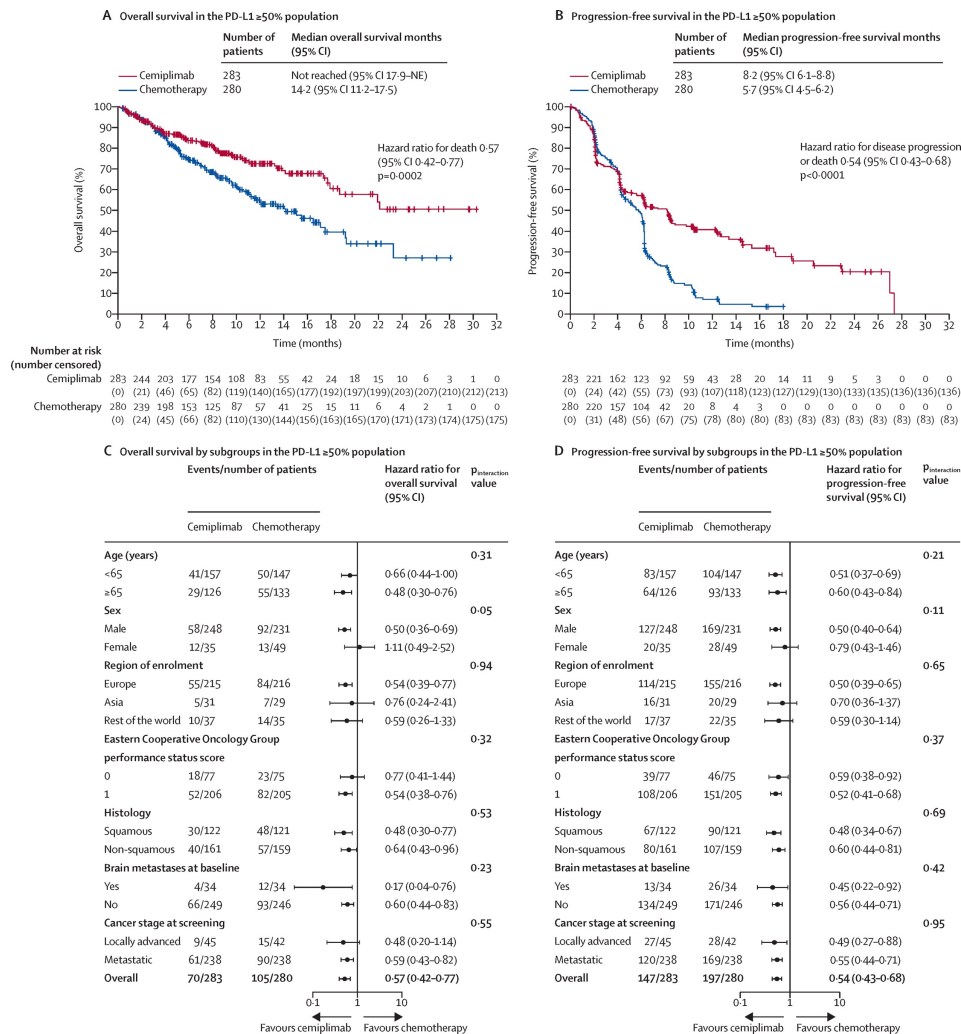 A Overall survival in the PD-L1 ≥50% population
Number of patients
Median overall survival months (95% CI)
Cemiplimab 283 Not reached (95% CI 17·9–NE)
Chemotherapy 280 14·2 (95% CI 11·2–17·5)
100
90
80
70
60
50
40
30
20
10
0
Overall survival (%)
Hazard ratio for death 0·57
(95% CI 0·42–0·77)
p=0·0002
0 2 4 6 8 10 12 14 16 18 20 22 24 26 28 30 32
Time (months)
Number at risk
(number censored)
Cemiplimab 283 244 203 177 154 108 83 55 42 24 18 15 10 6 3 1 0
(0) (21) (46) (65) (82) (119) (140) (165) (177) (192) (197) (199) (203) (207) (210) (212) (213)
Chemotherapy 280 239 198 153 125 87 57 41 25 15 11 6 4 2 1 0 0
(0) (24) (45) (66) (82) (110) (130) (144) (156) (163) (165) (170) (171) (173) (174) (175) (175)
B Progression-free survival in the PD-L1 ≥50% population
Number of patients
Median progression-free survival months (95% CI)
Cemiplimab 283 8·2 (95% CI 6·1–8·8)
Chemotherapy 280 5·7 (95% CI 4·5–6·2)
100
90
80
70
60
50
40
30
20
10
0
Progression-free survival (%)
Hazard ratio for disease progression
or death 0·54 (95% CI 0·43–0·68)
p<0·0001
0 2 4 6 8 10 12 14 16 18 20 22 24 26 28 30 32
Time (months)
283 221 162 123 92 59 43 28 20 14 11 9 5 3 0 0 0
(0) (24) (42) (55) (73) (93) (107) (118) (123) (127) (129) (130) (133) (135) (136) (136) (136)
280 220 157 104 42 20 8 4 3 0 0 0 0 0 0 0 0
(0) (31) (48) (56) (67) (75) (78) (80) (80) (83) (83) (83) (83) (83) (83) (83) (83)
C Overall survival by subgroups in the PD-L1 ≥50% population
Events/number of patients
Hazard ratio for overall survival (95% CI)
pinteraction value
Cemiplimab Chemotherapy
Age (years) 0·31
<65 41/157 50/147 0·66 (0·44–1·00)
≥65 29/126 55/133 0·48 (0·30–0·76)
Sex 0·05
Male 58/248 92/231 0·50 (0·36–0·69)
Female 12/35 13/49 1·11 (0·49–2·52)
Region of enrolment 0·94
Europe 55/215 84/216 0·54 (0·39–0·77)
Asia 5/31 7/29 0·76 (0·24–2·41)
Rest of the world 10/37 14/35 0·59 (0·26–1·33)
Eastern Cooperative Oncology Group 0·32
performance status score
0 18/77 23/75 0·77 (0·41–1·44)
1 52/206 82/205 0·54 (0·38–0·76)
Histology 0·53
Squamous 30/122 48/121 0·48 (0·30–0·77)
Non-squamous 40/161 57/159 0·64 (0·43–0·96)
Brain metastases at baseline 0·23
Yes 4/34 12/34 0·17 (0·04–0·76)
No 66/249 93/246 0·60 (0·44–0·83)
Cancer stage at screening 0·55
Locally advanced 9/45 15/42 0·48 (0·20–1·14)
Metastatic 61/238 90/238 0·59 (0·43–0·82)
Overall 70/283 105/280 0·57 (0·42–0·77)
0·1 1 10
Favours cemiplimab Favours chemotherapy
D Progression-free survival by subgroups in the PD-L1 ≥50% population
Events/number of patients
Hazard ratio for progression-free survival (95% CI)
pinteraction value
Cemiplimab Chemotherapy
Age (years) 0·21
<65 83/157 104/147 0·51 (0·37–0·69)
≥65 64/126 93/133 0·60 (0·43–0·84)
Sex 0·11
Male 127/248 169/231 0·50 (0·40–0·64)
Female 20/35 28/49 0·79 (0·43–1·46)
Region of enrolment 0·65
Europe 114/215 155/216 0·50 (0·39–0·65)
Asia 16/31 20/29 0·70 (0·36–1·37)
Rest of the world 17/37 22/35 0·59 (0·30–1·14)
Eastern Cooperative Oncology Group 0·37
performance status score
0 39/77 46/75 0·59 (0·38–0·92)
1 108/206 151/205 0·52 (0·41–0·68)
Histology 0·69
Squamous 67/122 90/121 0·48 (0·34–0·67)
Non-squamous 80/161 107/159 0·60 (0·44–0·81)
Brain metastases at baseline 0·42
Yes 13/34 26/34 0·45 (0·22–0·92)
No 134/249 171/246 0·56 (0·44–0·71)
Cancer stage at screening 0·95
Locally advanced 27/45 28/42 0·49 (0·27–0·88)
Metastatic 120/238 169/238 0·55 (0·44–0·71)
Overall 147/283 197/280 0·54 (0·43–0·68)
0·1 1 10
Favours cemiplimab Favours chemotherapy